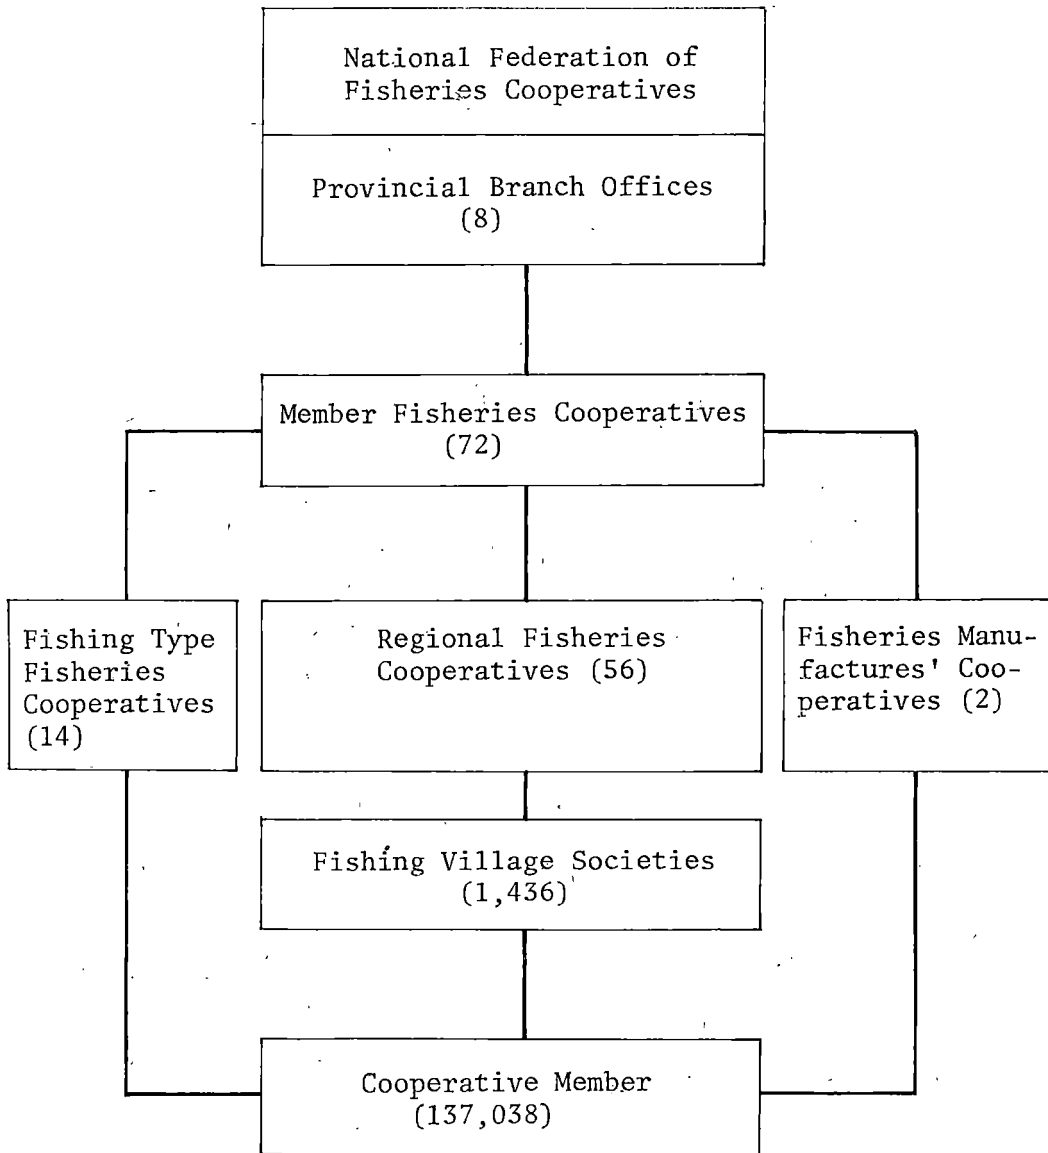 National Federation of
Fisheries Cooperatives
Provincial Branch Offices
(8)
Member Fisheries Cooperatives
(72)
Fishing Type
Fisheries
Cooperatives
(14)
Regional Fisheries
Cooperatives (56)
Fisheries Manu-
factures' Coo-
peratives (2)
Fishing Village Societies
(1,436)
Cooperative Member
(137,038)